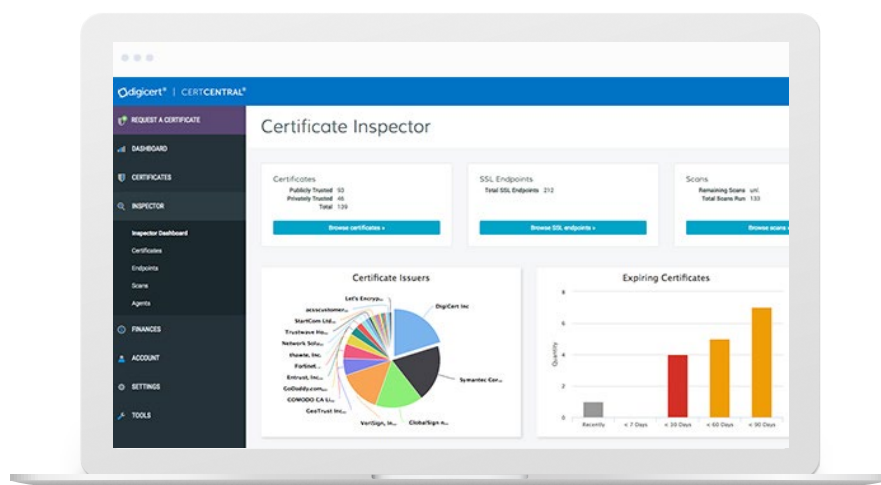 digicert® | CERTCENTRAL®
REQUEST A CERTIFICATE
DASHBOARD
CERTIFICATES
INSPECTOR
Inspector Dashboard
Certificates
Endpoints
Scans
Agents
FINANCES
ACCOUNT
SETTINGS
TOOLS
Certificate Inspector
Certificates
Publicly Trusted 93
Privately Trusted 46
Total 139
Browse certificates »
SSL Endpoints
Total SSL Endpoints 212
Browse SSL endpoints »
Scans
Remaining Scans unl.
Total Scans Run 133
Browse scans »
Certificate Issuers
Let's Encryp...
DigiCert Inc
StartCom Ltd...
Trustwave Ho...
Network Solu...
thawte, Inc.
Fortinet...
Entrust, Inc...
GoDaddy.com,...
COMODO CA Li...
GeoTrust Inc...
VeriSign, In...
GlobalSign n...
Symantec Cor...
Expiring Certificates
Quantity
8
6
4
2
0
Recently
< 7 Days
< 30 Days
< 60 Days
< 90 Days